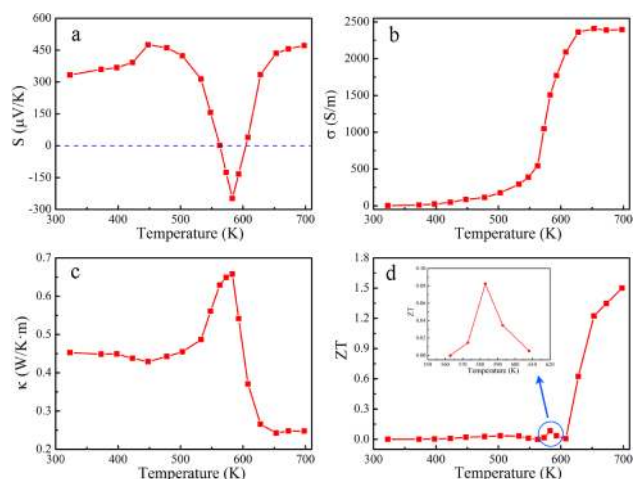 a
600
450
300
150
0
-150
-300
S (μV/K)
300 400 500 600 700
Temperature (K)
b
2500
2000
1500
1000
500
0
σ (S/m)
300 400 500 600 700
Temperature (K)
c
0.7
0.6
0.5
0.4
0.3
0.2
κ (W/K·m)
300 400 500 600 700
Temperature (K)
d
1.8
1.5
1.2
0.9
0.6
0.3
0.0
ZT
300 400 500 600 700
Temperature (K)
ZT
Temperature (K)